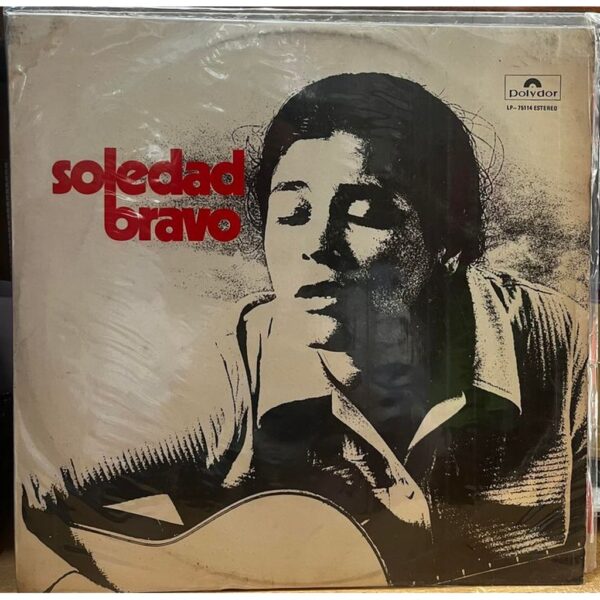 soledad
bravo
Polydor
LP-75114 ESTEREO